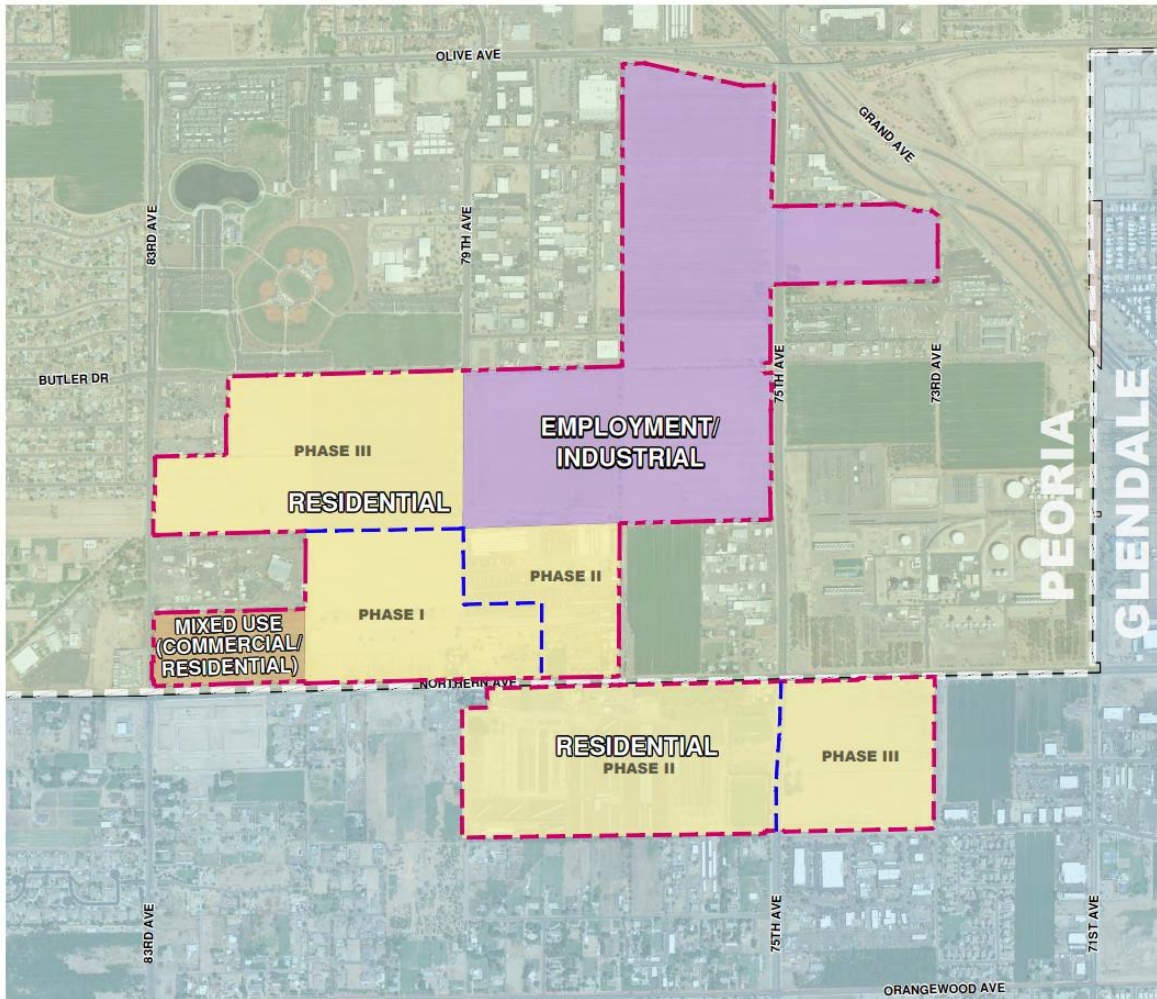 OLIVE AVE
GRAND AVE
83RD AVE
79TH AVE
BUTLER DR
75TH AVE
73RD AVE
PEORIA
GLENDALE
EMPLOYMENT/
INDUSTRIAL
PHASE III
RESIDENTIAL
PHASE II
PHASE I
MIXED USE
(COMMERCIAL/
RESIDENTIAL)
NORTHERN AVE
RESIDENTIAL
PHASE II
PHASE III
83RD AVE
75TH AVE
71ST AVE
ORANGEWOOD AVE